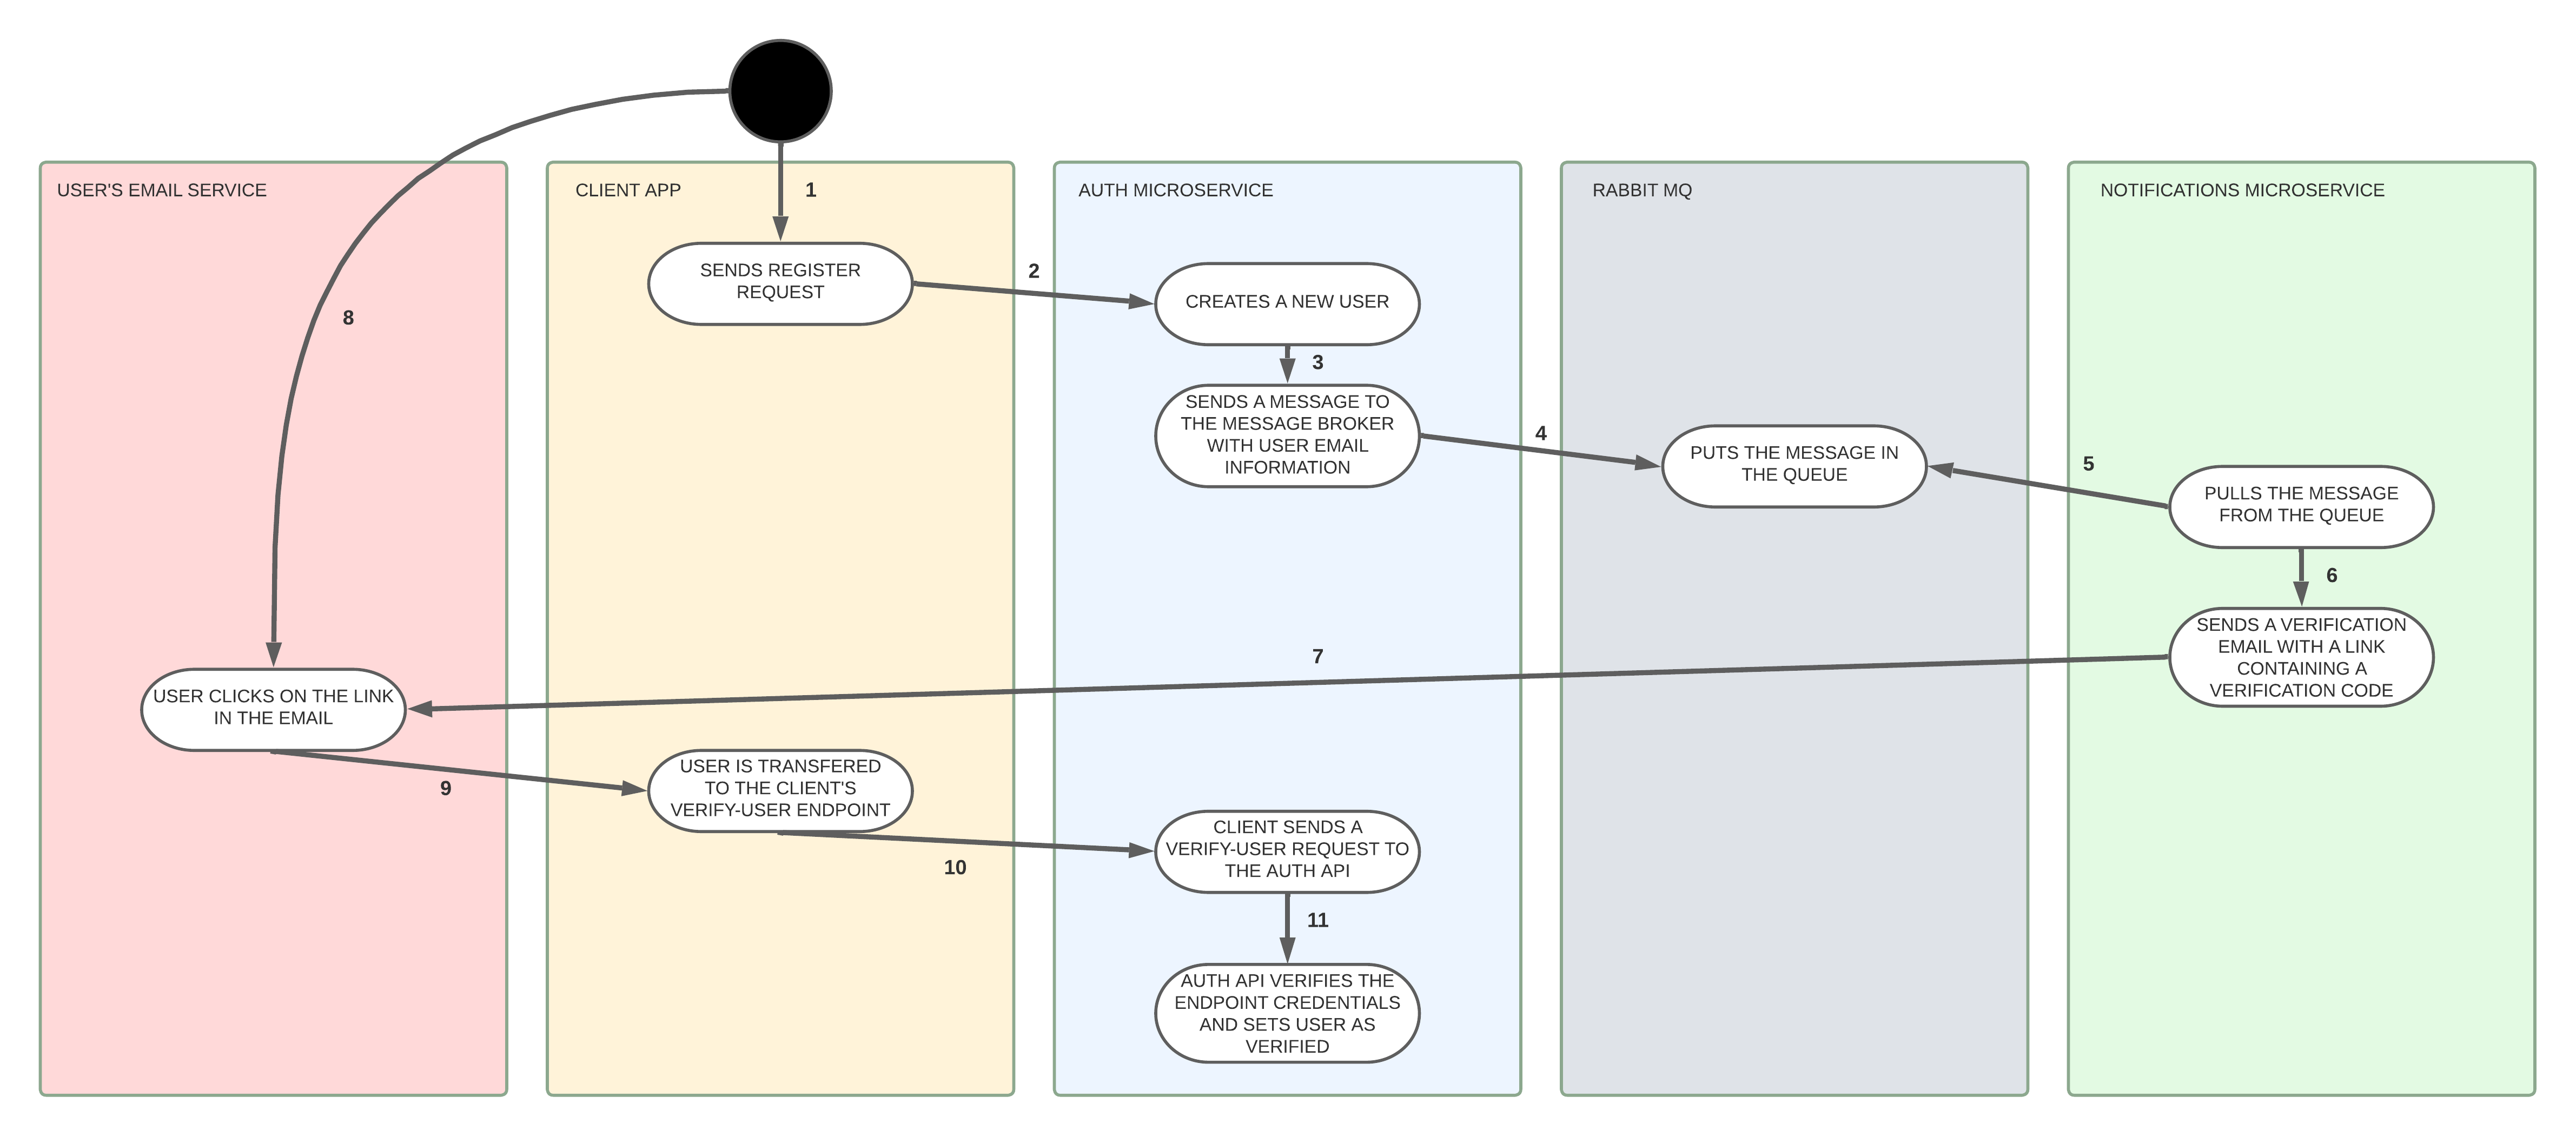 USER'S EMAIL SERVICE
CLIENT APP
1
AUTH MICROSERVICE
RABBIT MQ
NOTIFICATIONS MICROSERVICE
SENDS REGISTER
REQUEST
2
CREATES A NEW USER
8
3
SENDS A MESSAGE TO
THE MESSAGE BROKER
WITH USER EMAIL
INFORMATION
4
PUTS THE MESSAGE IN
THE QUEUE
5
PULLS THE MESSAGE
FROM THE QUEUE
6
SENDS A VERIFICATION
EMAIL WITH A LINK
CONTAINING A
VERIFICATION CODE
7
USER CLICKS ON THE LINK
IN THE EMAIL
9
USER IS TRANSFERED
TO THE CLIENT'S
VERIFY-USER ENDPOINT
10
CLIENT SENDS A
VERIFY-USER REQUEST TO
THE AUTH API
11
AUTH API VERIFIES THE
ENDPOINT CREDENTIALS
AND SETS USER AS
VERIFIED